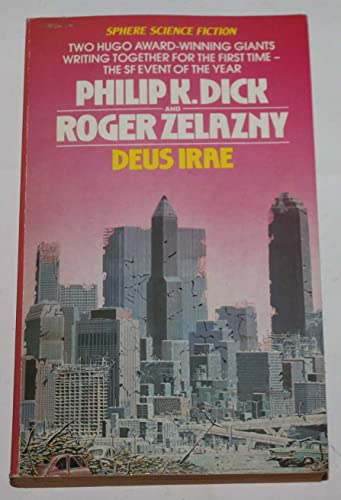 SPHERE SCIENCE FICTION
TWO HUGO AWARD-WINNING GIANTS
WRITING TOGETHER FOR THE FIRST TIME –
THE SF EVENT OF THE YEAR
PHILIP K. DICK
AND
ROGER ZELAZNY
DEUS IRAE